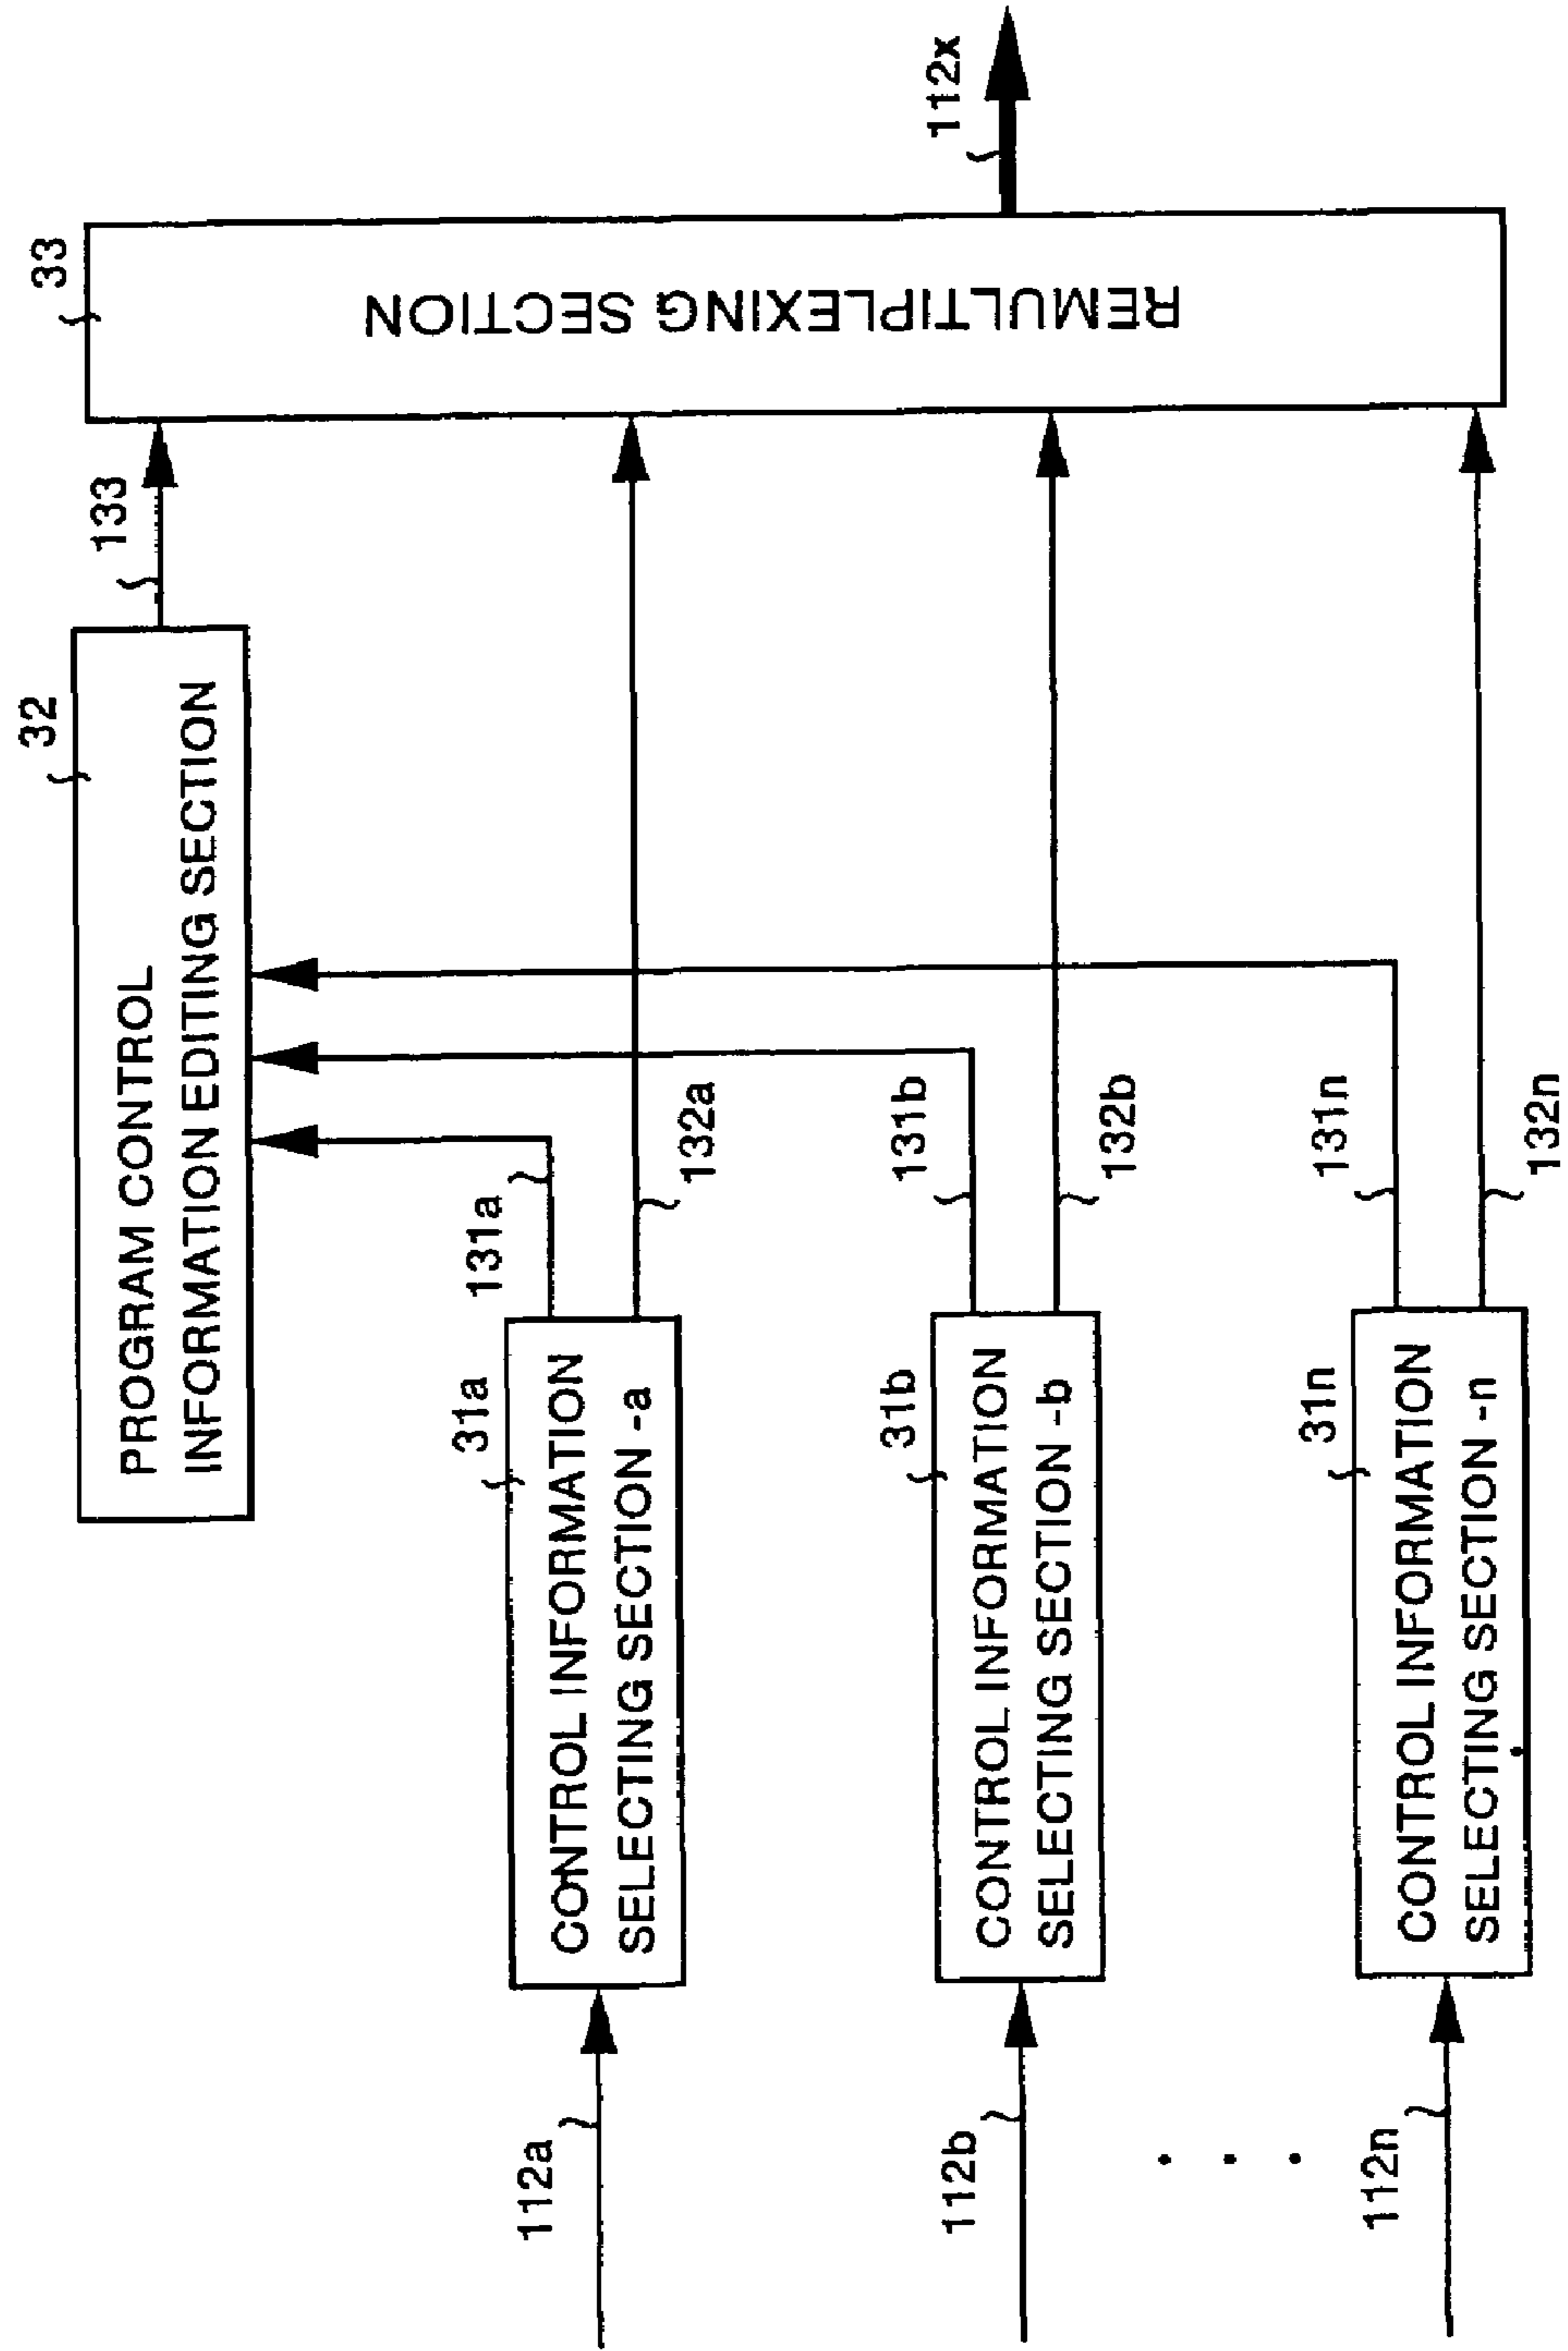 32
PROGRAM CONTROL
INFORMATION EDITING SECTION
133
33
REMULTIPLEXING SECTION
112x
112a
31a
CONTROL INFORMATION
SELECTING SECTION -a
131a
132a
112b
31b
CONTROL INFORMATION
SELECTING SECTION -b
131b
132b
112n
31n
CONTROL INFORMATION
SELECTING SECTION -n
131n
132n